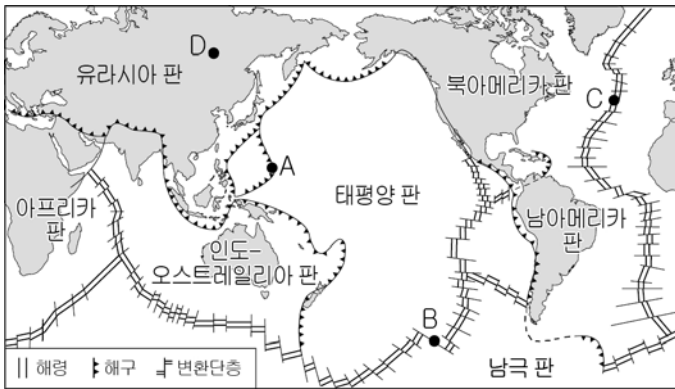 D
유라시아 판
북아메리카 판
C
A
아프리카
판
태평양 판
남아메리카
판
인도-
오스트레일리아 판
B
남극 판
해령
해구
변환단층